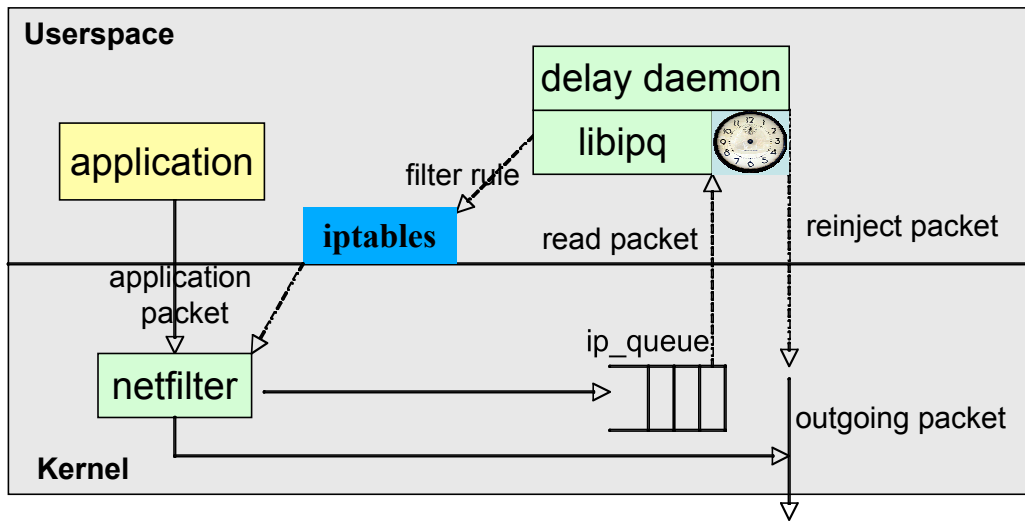 Userspace
delay daemon
libipq
application
filter rule
iptables
read packet
reinject packet
application
packet
ip_queue
netfilter
outgoing packet
Kernel